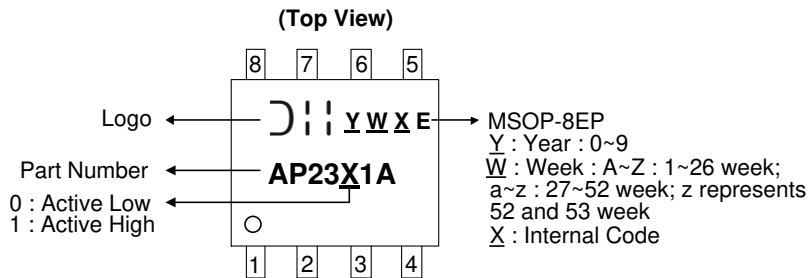 (Top View)
8 7 6 5
Logo
Y W X E
MSOP-8EP
Y : Year : 0~9
W : Week : A~Z : 1~26 week;
a~z : 27~52 week; z represents
52 and 53 week
X : Internal Code
Part Number
AP23X1A
0 : Active Low
1 : Active High
1 2 3 4